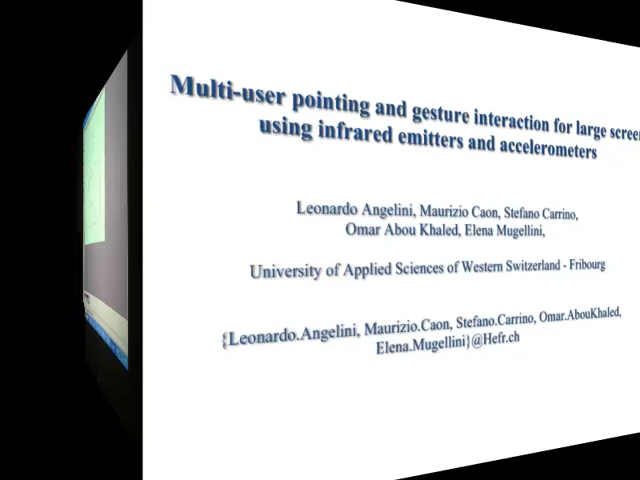 Multi-user pointing and gesture interaction for large screen
using infrared emitters and accelerometers
Leonardo Angelini, Maurizio Caon, Stefano Carrino,
Omar Abou Khaled, Elena Mugellini,
University of Applied Sciences of Western Switzerland - Fribourg
{Leonardo.Angelini, Maurizio.Caon, Stefano.Carrino, Omar.AbouKhaled,
Elena.Mugellini}@Hefr.ch